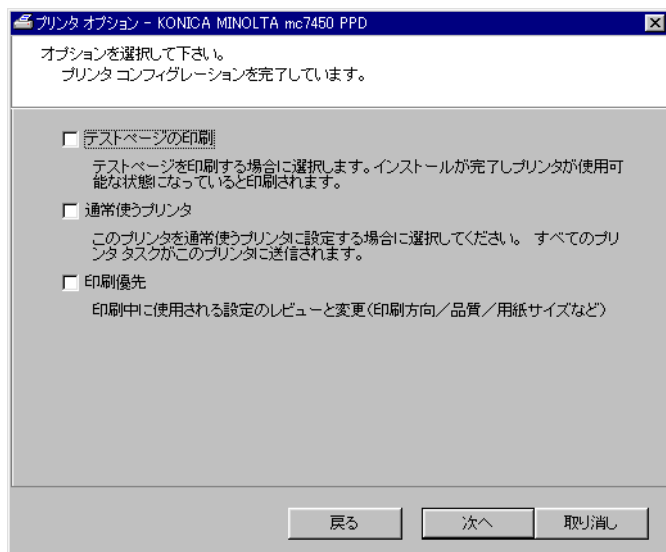 プリンタ オプション - KONICA MINOLTA mc7450 PPD
オプションを選択して下さい。
プリンタ コンフィグレーションを完了しています。
テストページの印刷
テストページを印刷する場合に選択します。インストールが完了しプリンタが使用可
能な状態になっていると印刷されます。
通常使うプリンタ
このプリンタを通常使うプリンタに設定する場合に選択してください。 すべてのプリ
ンタ タスクがこのプリンタに送信されます。
印刷優先
印刷中に使用される設定のレビューと変更(印刷方向／品質／用紙サイズなど)
戻る
次へ
取り消し